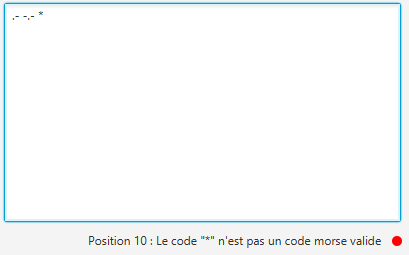 .- -.- *
Position 10 : Le code "*" n'est pas un code morse valide